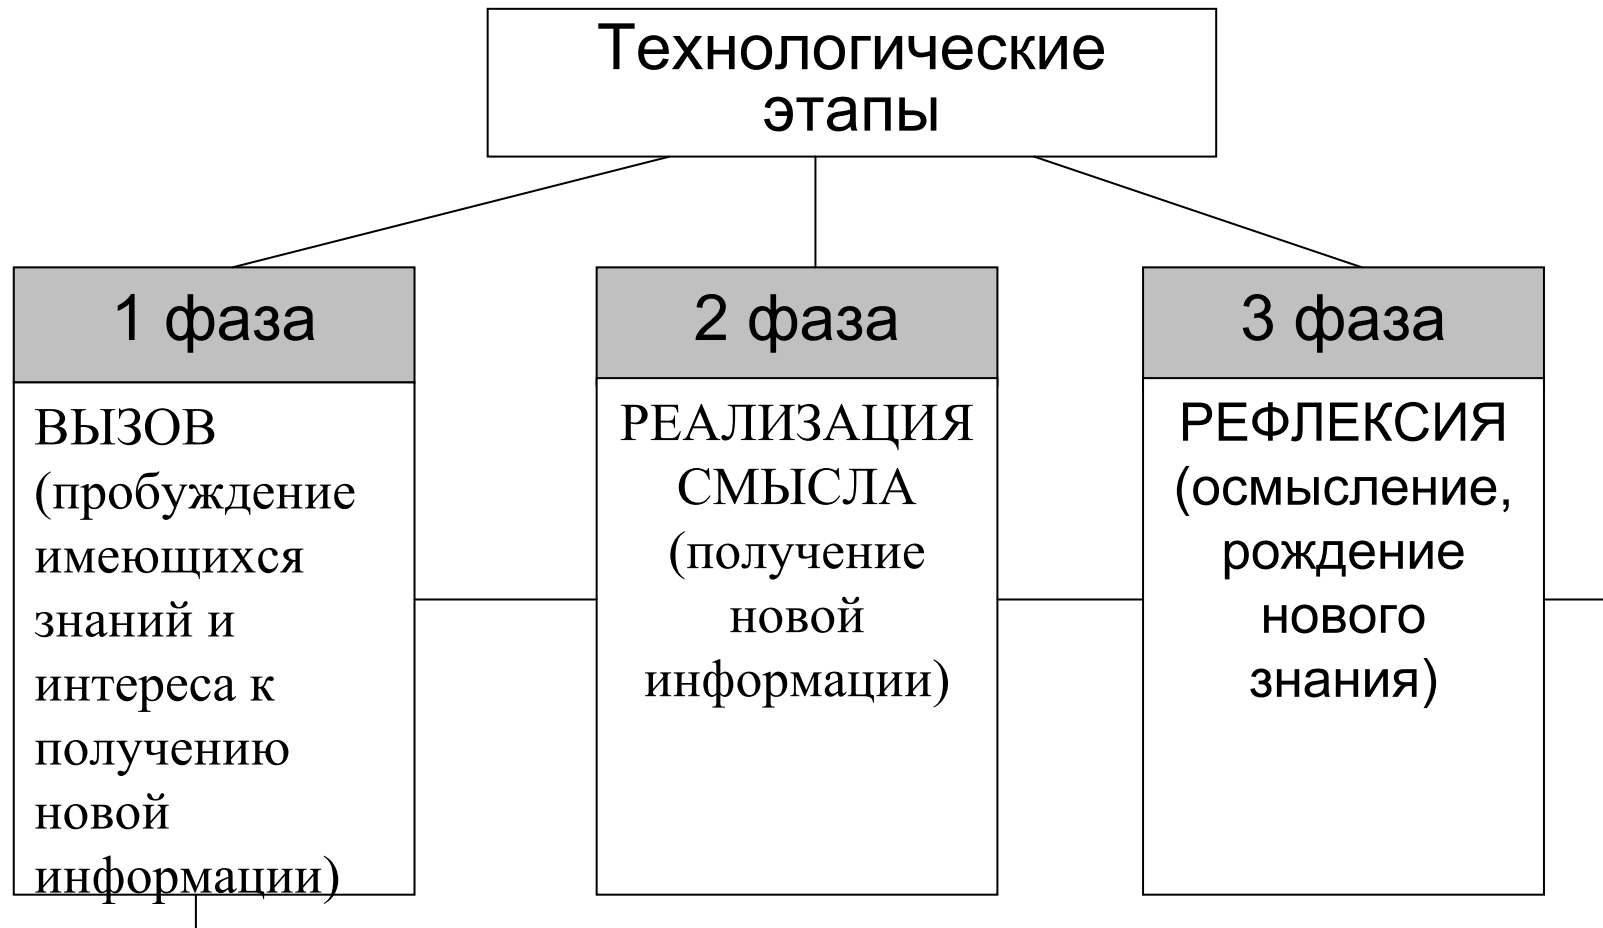 Технологические
этапы
1 фаза
ВЫЗОВ
(пробуждение
имеющихся
знаний и
интереса к
получению
новой
информации)
2 фаза
РЕАЛИЗАЦИЯ
СМЫСЛА
(получение
новой
информации)
3 фаза
РЕФЛЕКСИЯ
(осмысление,
рождение
нового
знания)